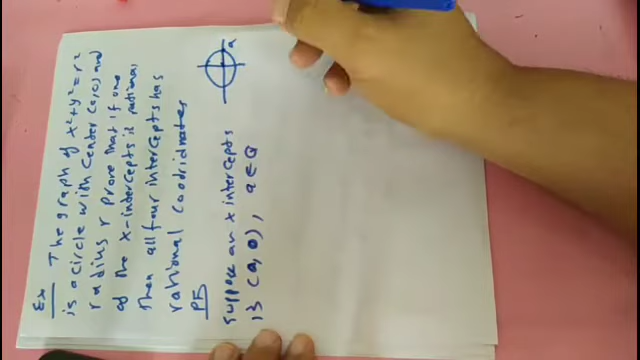 Ex The graph of x²+y²=r²
is a circle with Center (0,0) and
radius r prove that if one
of the x-intercepts is rational
Then all four intercepts has
rational coordinates
Pf
suppose an x intercepts
is (a, 0), a ∈ Q
a